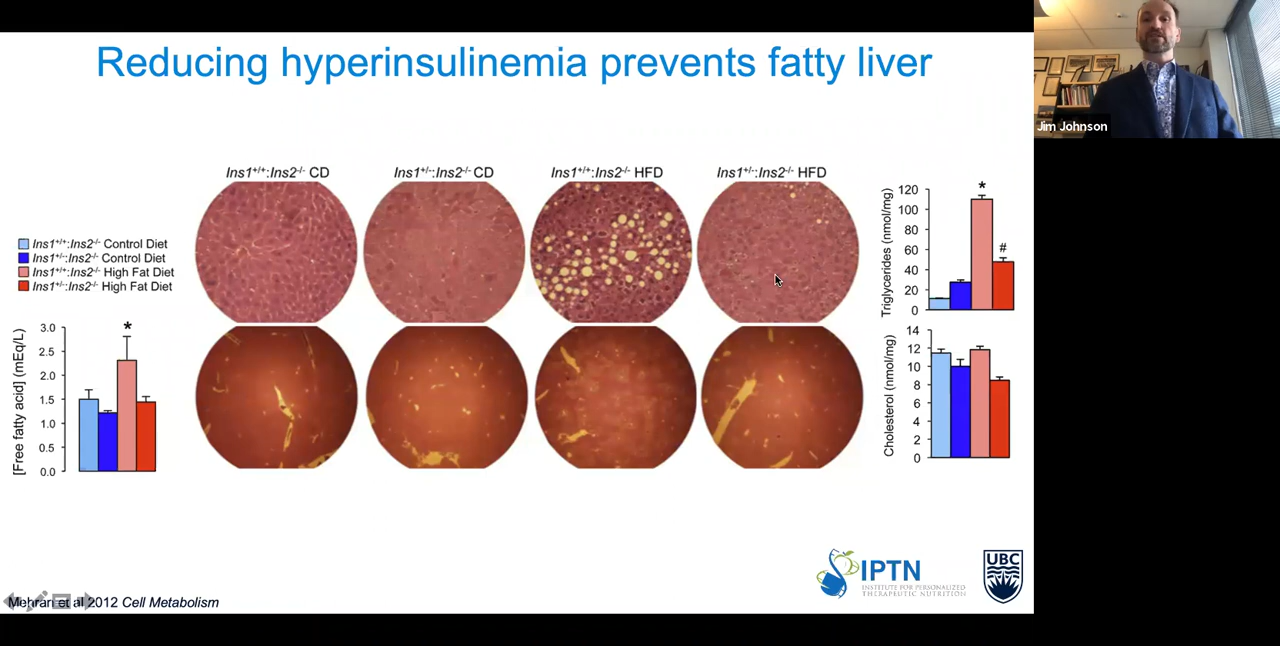 Reducing hyperinsulinemia prevents fatty liver
Jim Johnson
Ins1+/+:Ins2-/- CD
Ins1+/-:Ins2-/- CD
Ins1+/+:Ins2-/- HFD
Ins1+/-:Ins2-/- HFD
Ins1+/+:Ins2-/- Control Diet
Ins1+/-:Ins2-/- Control Diet
Ins1+/+:Ins2-/- High Fat Diet
Ins1+/-:Ins2-/- High Fat Diet
[Free fatty acid] (mEq/L)
3.0
2.5
2.0
1.5
1.0
0.5
0.0
*
Triglycerides (nmol/mg)
120
100
80
60
40
20
0
*
#
Cholesterol (nmol/mg)
14
12
10
8
6
4
2
0
IPTN
INSTITUTE FOR PERSONALIZED
THERAPEUTIC NUTRITION
UBC
Mehran et al 2012 Cell Metabolism